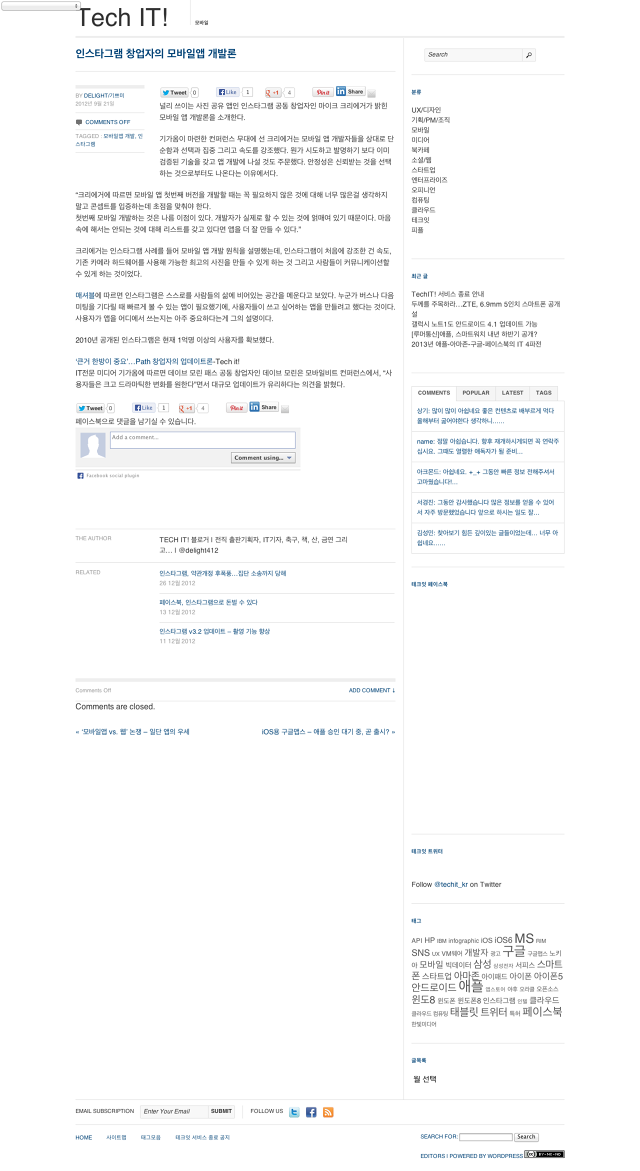 Tech IT!
모바일
인스타그램 창업자의 모바일앱 개발론
Search
BY DELIGHT/기쁘미
2012년 9월 21일
COMMENTS OFF
TAGGED : 모바일앱 개발, 인
스타그램
Tweet 0 Like 1 +1 4 Pin it Share
널리 쓰이는 사진 공유 앱인 인스타그램 공동 창업자인 마이크 크리에거가 밝힌
모바일 앱 개발론을 소개한다.
기가옴이 마련한 컨퍼런스 무대에 선 크리에거는 모바일 앱 개발자들을 상대로 단
순함과 선택과 집중 그리고 속도를 강조했다. 뭔가 시도하고 발명하기 보다 이미
검증된 기술을 갖고 앱 개발에 나설 것도 주문했다. 안정성은 신뢰받는 것을 선택
하는 것으로부터도 나온다는 이유에서다.
"크리에거에 따르면 모바일 앱 첫번째 버전을 개발할 때는 꼭 필요하지 않은 것에 대해 너무 많은걸 생각하지
말고 콘셉트를 입증하는데 초점을 맞춰야 한다.
첫번째 모바일 개발하는 것은 나름 이점이 있다. 개발자가 실제로 할 수 있는 것에 얽매여 있기 때문이다. 마음
속에 해서는 안되는 것에 대해 리스트를 갖고 있다면 앱을 더 잘 만들 수 있다."
크리에거는 인스타그램 사례를 들어 모바일 앱 개발 원칙을 설명했는데, 인스타그램이 처음에 강조한 건 속도,
기존 카메라 하드웨어를 사용해 가능한 최고의 사진을 만들 수 있게 하는 것 그리고 사람들이 커뮤니케이션할
수 있게 하는 것이었다.
매셔블에 따르면 인스타그램은 스스로를 사람들의 삶에 비어있는 공간을 메운다고 보았다. 누군가 버스나 다음
미팅을 기다릴 때 빠르게 볼 수 있는 앱이 필요했기에, 사용자들이 쓰고 싶어하는 앱을 만들려고 했다는 것이다.
사용자가 앱을 어디에서 쓰는지는 아주 중요하다는게 그의 설명이다.
2010년 공개된 인스타그램은 현재 1억명 이상의 사용자를 확보했다.
'큰거 한방이 중요'…Path 창업자의 업데이트론-Tech it!
IT전문 미디어 기가옴에 따르면 데이브 모린 패스 공동 창업자인 데이브 모린은 모바일비트 컨퍼런스에서, "사
용자들은 크고 드라마틱한 변화를 원한다"면서 대규모 업데이트가 유리하다는 의견을 밝혔다.
Tweet 0 Like 1 +1 4 Pin it Share
페이스북으로 댓글을 남기실 수 있습니다.
Add a comment...
Comment using...
Facebook social plugin
THE AUTHOR
TECH IT! 블로거 I 전직 출판기획자, IT기자, 축구, 책, 산, 금연 그리
고… I @delight412
RELATED
인스타그램, 약관개정 후폭풍…집단 소송까지 당해
26 12월 2012
페이스북, 인스타그램으로 돈벌 수 있다
13 12월 2012
인스타그램 v3.2 업데이트 – 촬영 기능 향상
11 12월 2012
Comments Off
ADD COMMENT ↓
Comments are closed.
« '모바일앱 vs. 웹' 논쟁 – 일단 앱의 우세
iOS용 구글맵스 – 애플 승인 대기 중, 곧 출시? »
분류
UX/디자인
기획/PM/조직
모바일
미디어
북카페
소셜/웹
스타트업
엔터프라이즈
오피니언
컴퓨팅
클라우드
테크잇
피플
최근 글
TechIT! 서비스 종료 안내
두께를 주목하라…ZTE, 6.9mm 5인치 스마트폰 공개
설
갤럭시 노트1도 안드로이드 4.1 업데이트 가능
[루머통신]애플, 스마트워치 내년 하반기 공개?
2013년 애플-아마존-구글-페이스북의 IT 4파전
COMMENTS POPULAR LATEST TAGS
상기: 많이 많이 아쉽네요 좋은 컨텐츠로 배부르게 먹다
올해부터 굶어야한다 생각하니……
name: 정말 아쉽습니다. 향후 재개하시게되면 꼭 연락주
십시요. 그때도 열렬한 애독자가 될 준비…
아크몬드: 아쉽네요. +_+ 그동안 빠른 정보 전해주셔서
고마웠습니다!…
서경진: 그동안 감사했습니다 많은 정보를 얻을 수 있어
서 자주 방문했었습니다 앞으로 하시는 일도 잘…
김성민: 찾아보기 힘든 깊이있는 글들이었는데… 너무 아
쉽네요……
테크잇 페이스북
테크잇 트위터
Follow @techit_kr on Twitter
태그
API HP IBM infographic iOS iOS6 MS RIM
SNS UX VM웨어 개발자 광고 구글 구글맵스 노키
아 모바일 빅데이터 삼성 삼성전자 서피스 스마트
폰 스타트업 아마존 아이패드 아이폰 아이폰5
안드로이드 애플 앱스토어 야후 오라클 오픈소스
윈도8 윈도폰 윈도폰8 인스타그램 인텔 클라우드
클라우드 컴퓨팅 태블릿 트위터 특허 페이스북
한빛미디어
글목록
월 선택
EMAIL SUBSCRIPTION Enter Your Email SUBMIT FOLLOW US
HOME 사이트맵 태그모음 테크잇 서비스 종료 공지
SEARCH FOR: Search
EDITORS | POWERED BY WORDPRESS BY-NC-ND